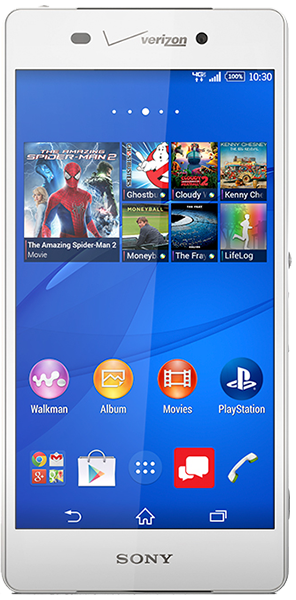 verizon
4G
100%
10:30
THE AMAZING
SPIDER-MAN 2
The Amazing Spider-Man 2
Movie
Ghostb
Cloudy
KENNY CHESNEY
Kenny Che
MONEYBALL
Moneyb
THE FRAY
The Fray
LifeLog
Walkman
Album
Movies
PlayStation
SONY